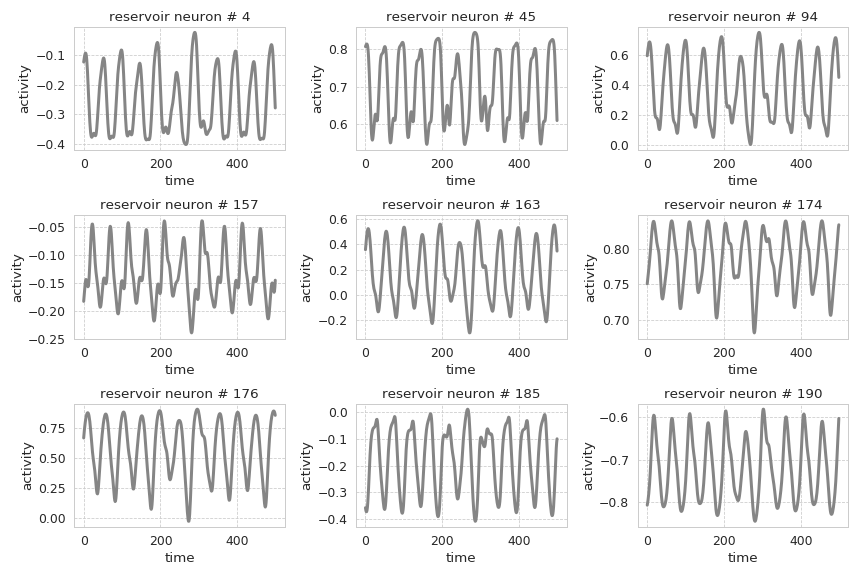 reservoir neuron # 4
reservoir neuron # 45
reservoir neuron # 94
activity
−0.1
−0.2
−0.3
−0.4
0 200 400
time
activity
0.8
0.7
0.6
0 200 400
time
activity
0.6
0.4
0.2
0.0
0 200 400
time
reservoir neuron # 157
reservoir neuron # 163
reservoir neuron # 174
activity
−0.05
−0.10
−0.15
−0.20
−0.25
0 200 400
time
activity
0.6
0.4
0.2
0.0
−0.2
0 200 400
time
activity
0.80
0.75
0.70
0 200 400
time
reservoir neuron # 176
reservoir neuron # 185
reservoir neuron # 190
activity
0.75
0.50
0.25
0.00
0 200 400
time
activity
0.0
−0.1
−0.2
−0.3
−0.4
0 200 400
time
activity
−0.6
−0.7
−0.8
0 200 400
time